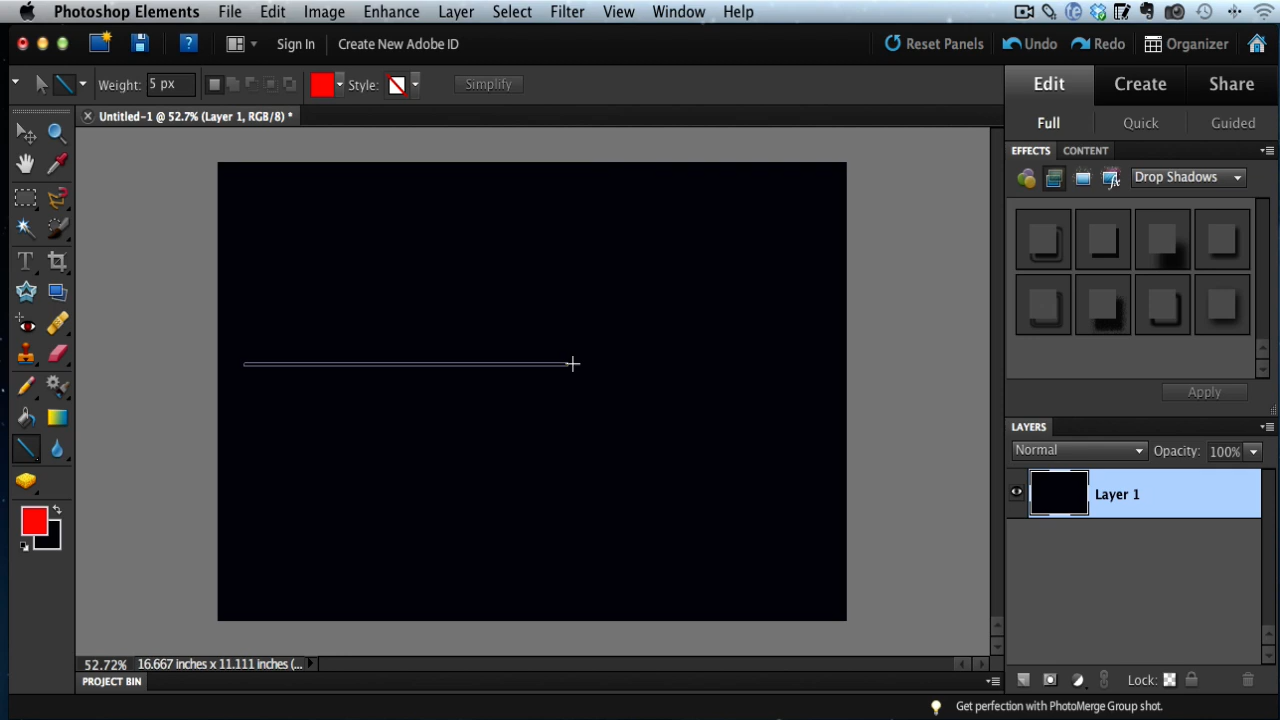 Photoshop Elements File Edit Image Enhance Layer Select Filter View Window Help
? Sign In Create New Adobe ID Reset Panels Undo Redo Organizer
Weight: 5 px Style: Simplify
Edit Create Share
Untitled-1 @ 52.7% (Layer 1, RGB/8) *
Full Quick Guided
EFFECTS CONTENT
fx Drop Shadows
T
Apply
LAYERS
Normal Opacity: 100%
Layer 1
52.72% 16.667 inches x 11.111 inches (...
PROJECT BIN Lock:
Get perfection with PhotoMerge Group shot.